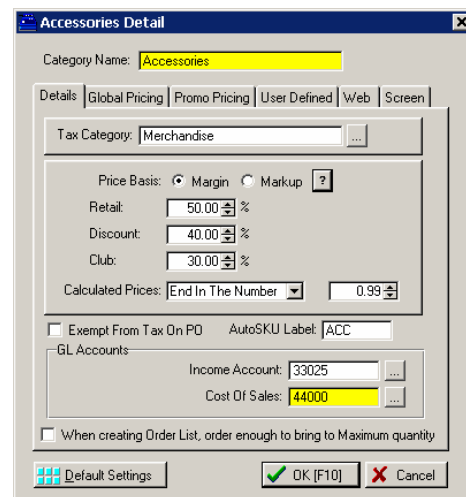 Accessories Detail
Category Name: Accessories
Details Global Pricing Promo Pricing User Defined Web Screen
Tax Category: Merchandise ...
Price Basis: Margin Markup ?
Retail: 50.00 %
Discount: 40.00 %
Club: 30.00 %
Calculated Prices: End In The Number 0.99
Exempt From Tax On PO AutoSKU Label: ACC
GL Accounts
Income Account: 33025 ...
Cost Of Sales: 44000 ...
When creating Order List, order enough to bring to Maximum quantity
Default Settings OK [F10] Cancel